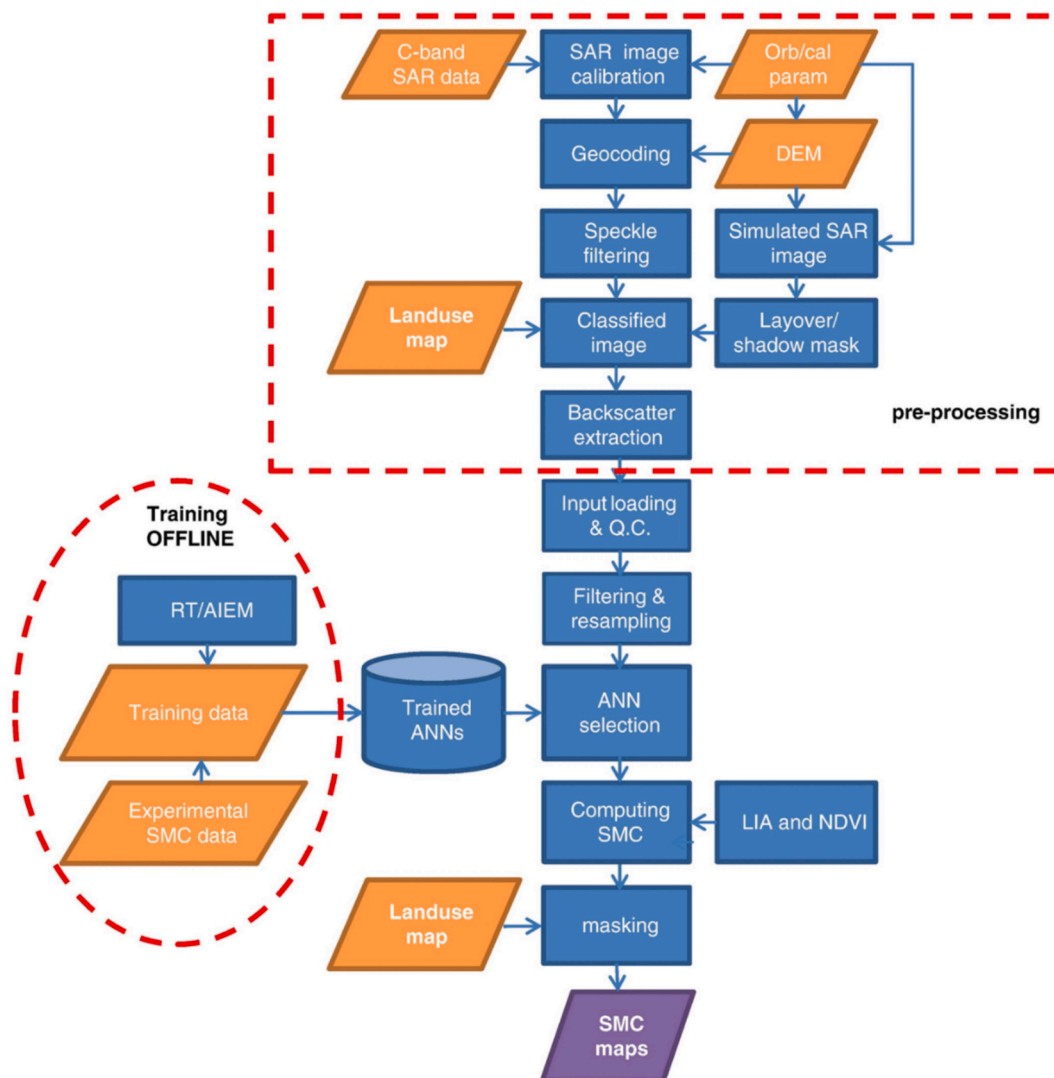 C-band
SAR data
SAR image
calibration
Orb/cal
param
Geocoding
DEM
Speckle
filtering
Simulated SAR
image
Landuse
map
Classified
image
Layover/
shadow mask
Backscatter
extraction
pre-processing
Training
OFFLINE
Input loading
& Q.C.
RT/AIEM
Filtering &
resampling
Training data
Trained
ANNs
ANN
selection
Experimental
SMC data
Computing
SMC
LIA and NDVI
Landuse
map
masking
SMC
maps